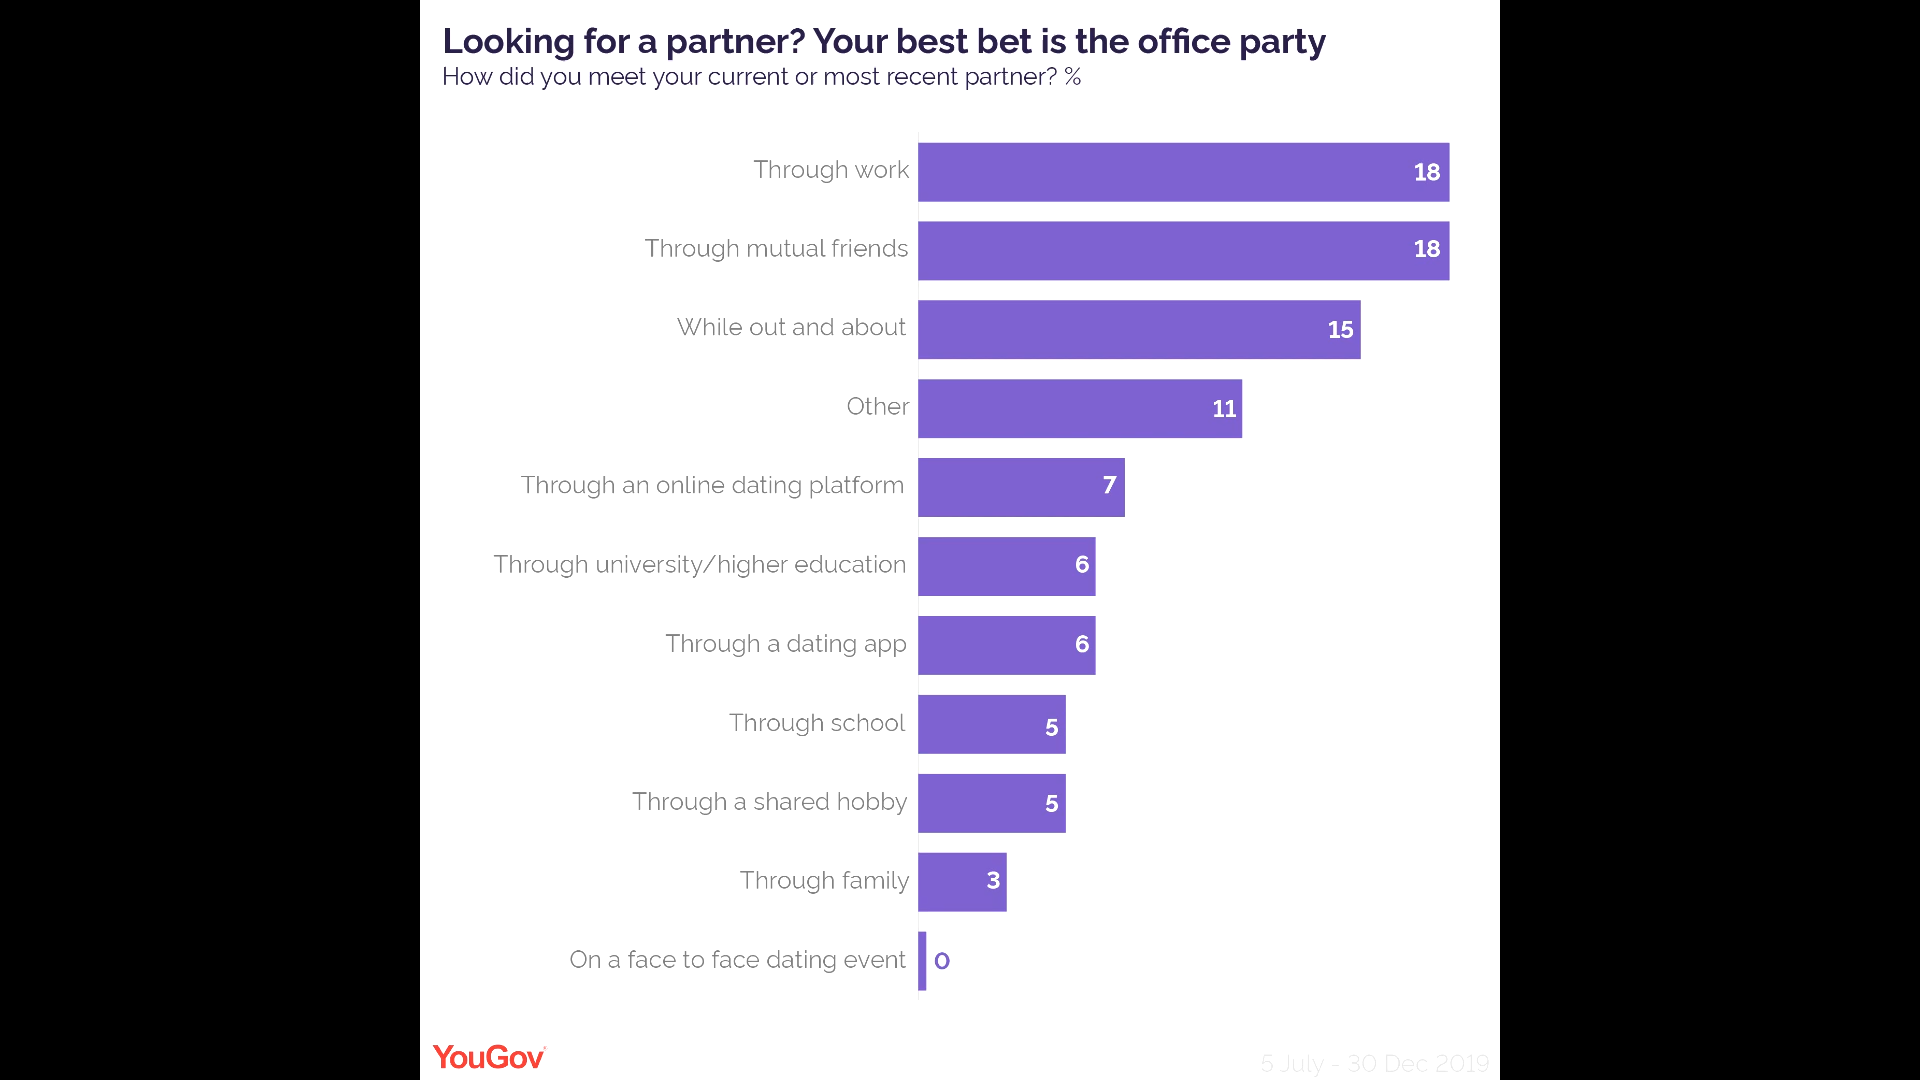 Looking for a partner? Your best bet is the office party
How did you meet your current or most recent partner? %
Through work 18
Through mutual friends 18
While out and about 15
Other 11
Through an online dating platform 7
Through university/higher education 6
Through a dating app 6
Through school 5
Through a shared hobby 5
Through family 3
On a face to face dating event 0
YouGov 5 July - 30 Dec 2019